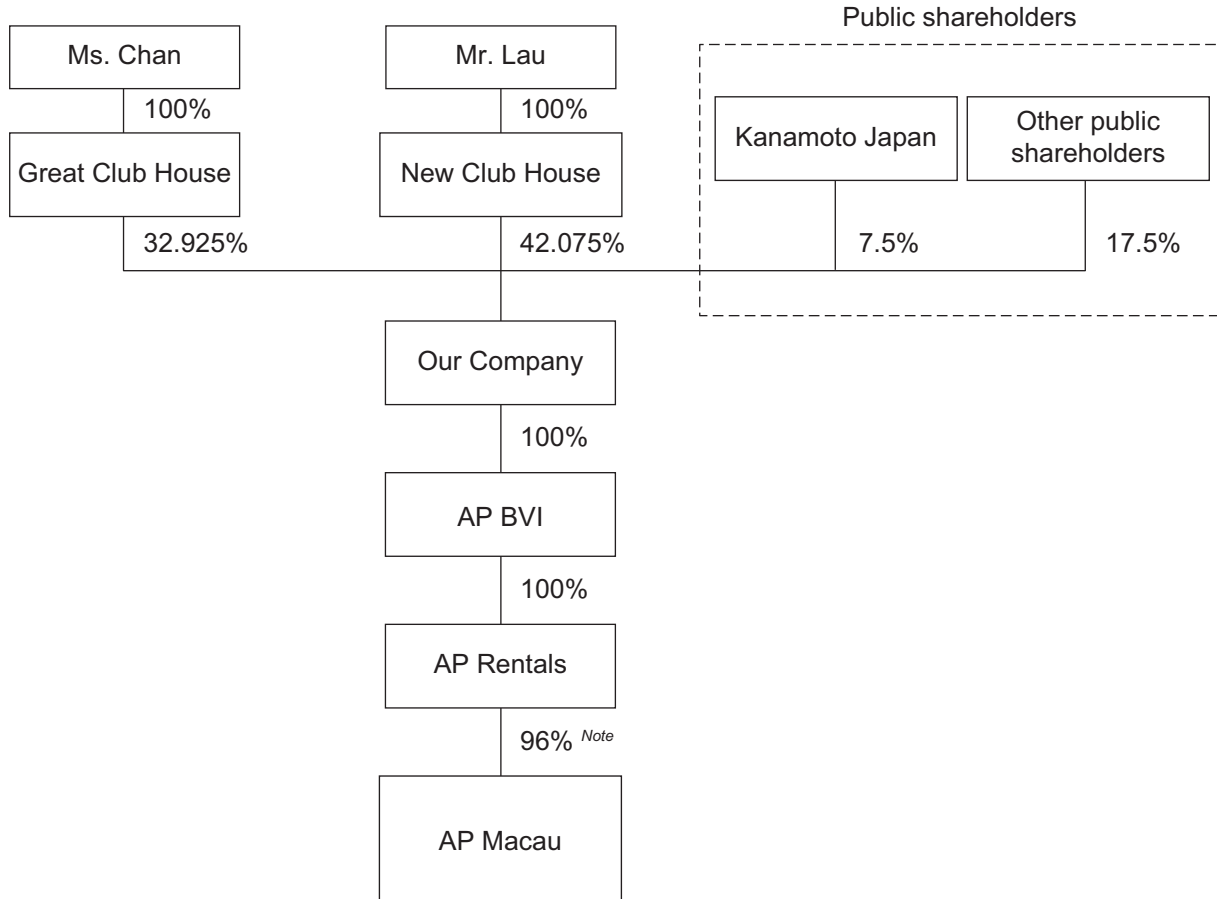 Public shareholders
Ms. Chan
Mr. Lau
100%
100%
Kanamoto Japan
Other public
shareholders
Great Club House
New Club House
32.925%
42.075%
7.5%
17.5%
Our Company
100%
AP BVI
100%
AP Rentals
96% Note
AP Macau